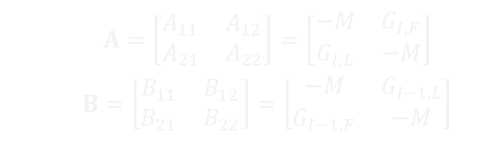 A = [A₁₁ A₁₂; A₂₁ A₂₂] = [−M G_{I,F}; G_{I,L} −M]
B = [B₁₁ B₁₂; B₂₁ B₂₂] = [−M G_{I−1,L}; G_{I−1,F} −M]